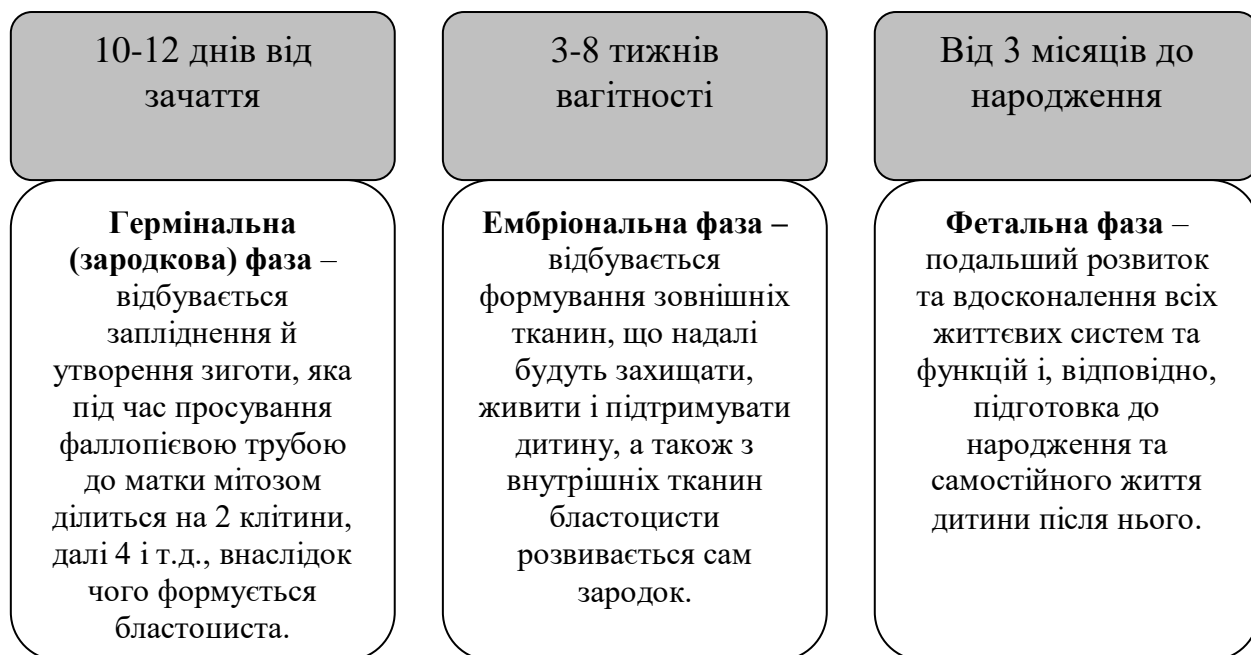 10-12 днів від
зачаття
Гермінальна
(зародкова) фаза –
відбувається
запліднення й
утворення зиготи, яка
під час просування
фаллопієвою трубою
до матки мітозом
ділиться на 2 клітини,
далі 4 і т.д., внаслідок
чого формується
бластоциста.
3-8 тижнів
вагітності
Ембріональна фаза –
відбувається
формування зовнішніх
тканин, що надалі
будуть захищати,
живити і підтримувати
дитину, а також з
внутрішніх тканин
бластоцисти
розвивається сам
зародок.
Від 3 місяців до
народження
Фетальна фаза –
подальший розвиток
та вдосконалення всіх
життєвих систем та
функцій і, відповідно,
підготовка до
народження та
самостійного життя
дитини після нього.